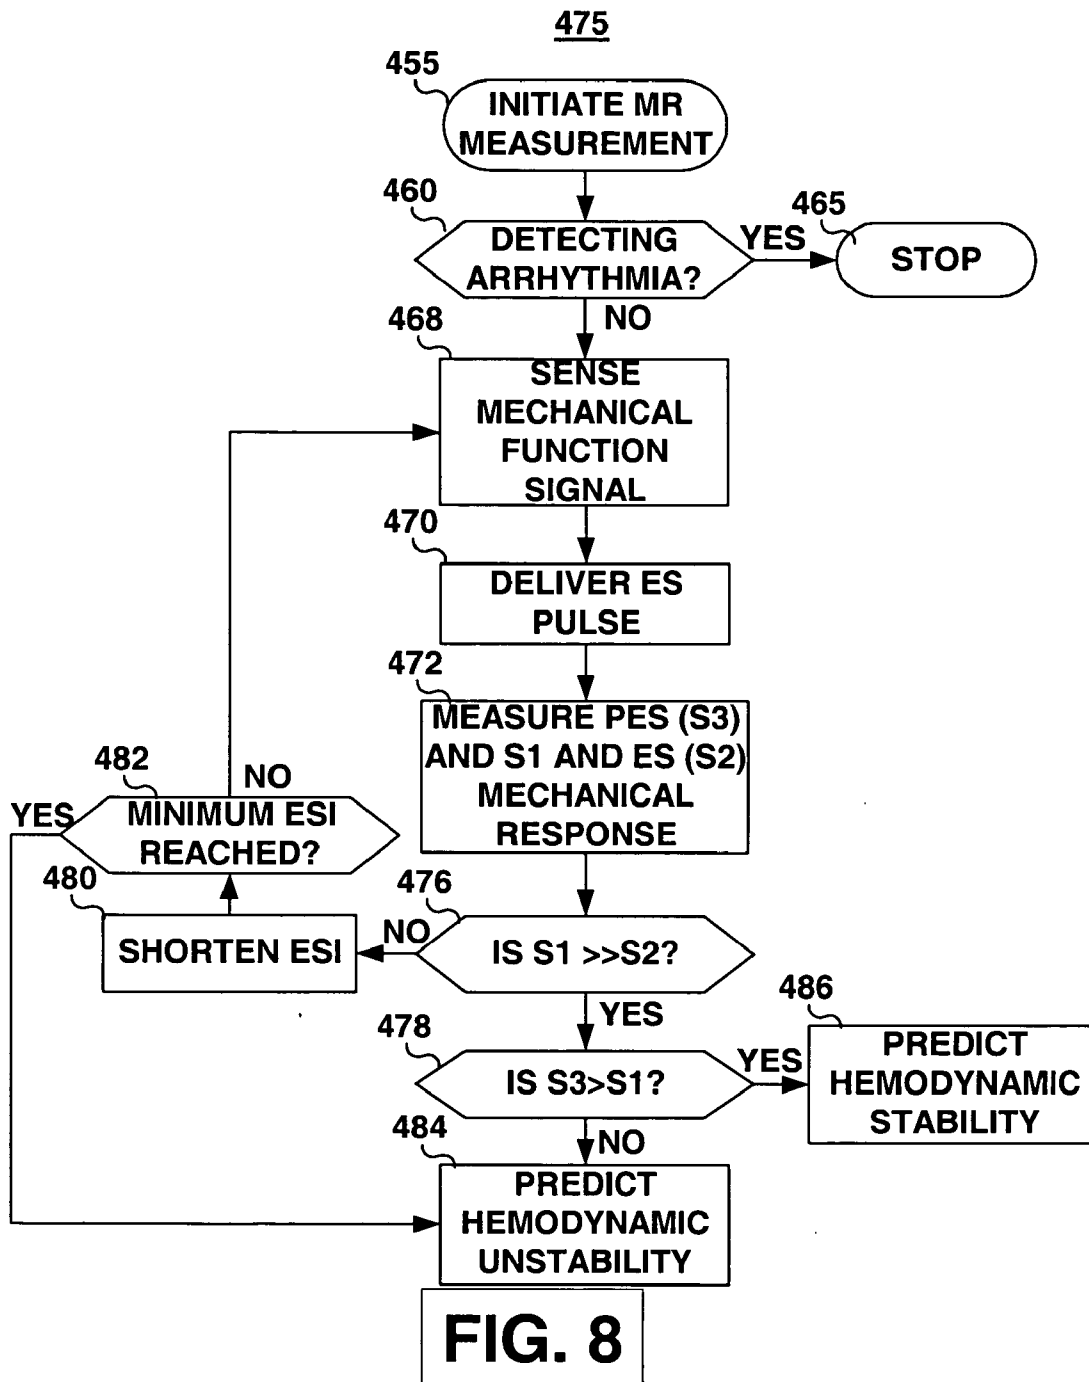 475
455
INITIATE MR
MEASUREMENT
460
DETECTING
ARRHYTHMIA?
YES
465
STOP
NO
468
SENSE
MECHANICAL
FUNCTION
SIGNAL
470
DELIVER ES
PULSE
472
MEASURE PES (S3)
AND S1 AND ES (S2)
MECHANICAL
RESPONSE
482
NO
YES
MINIMUM ESI
REACHED?
480
SHORTEN ESI
476
NO
IS S1 >>S2?
YES
478
IS S3>S1?
YES
486
PREDICT
HEMODYNAMIC
STABILITY
NO
484
PREDICT
HEMODYNAMIC
UNSTABILITY
FIG. 8